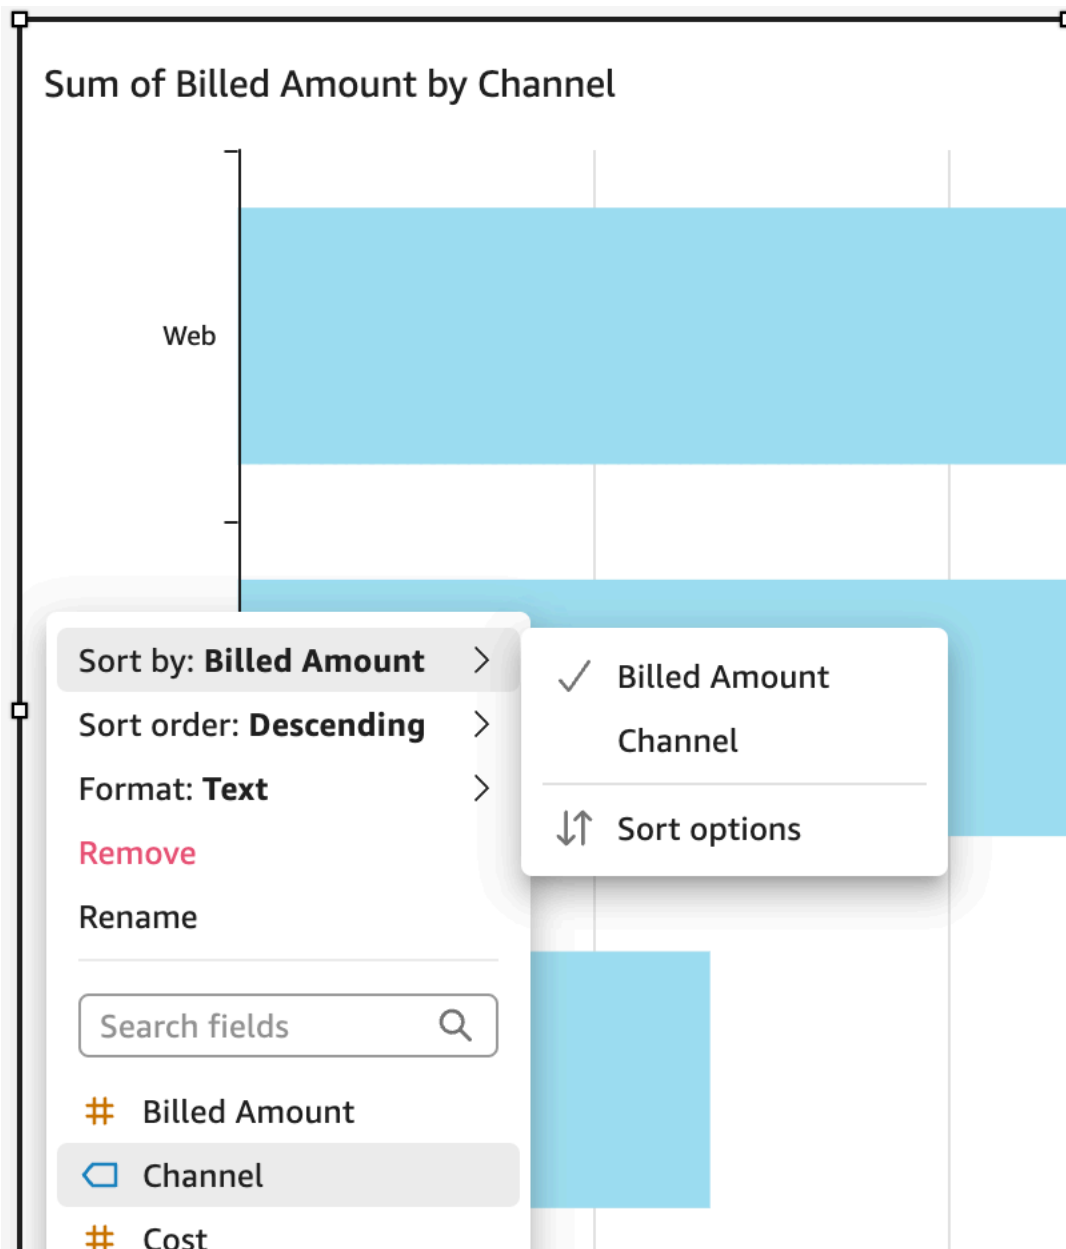 Sum of Billed Amount by Channel
Web
Sort by: Billed Amount
Sort order: Descending
Format: Text
Remove
Rename
Search fields
Billed Amount
Channel
Cost
Billed Amount
Channel
Sort options